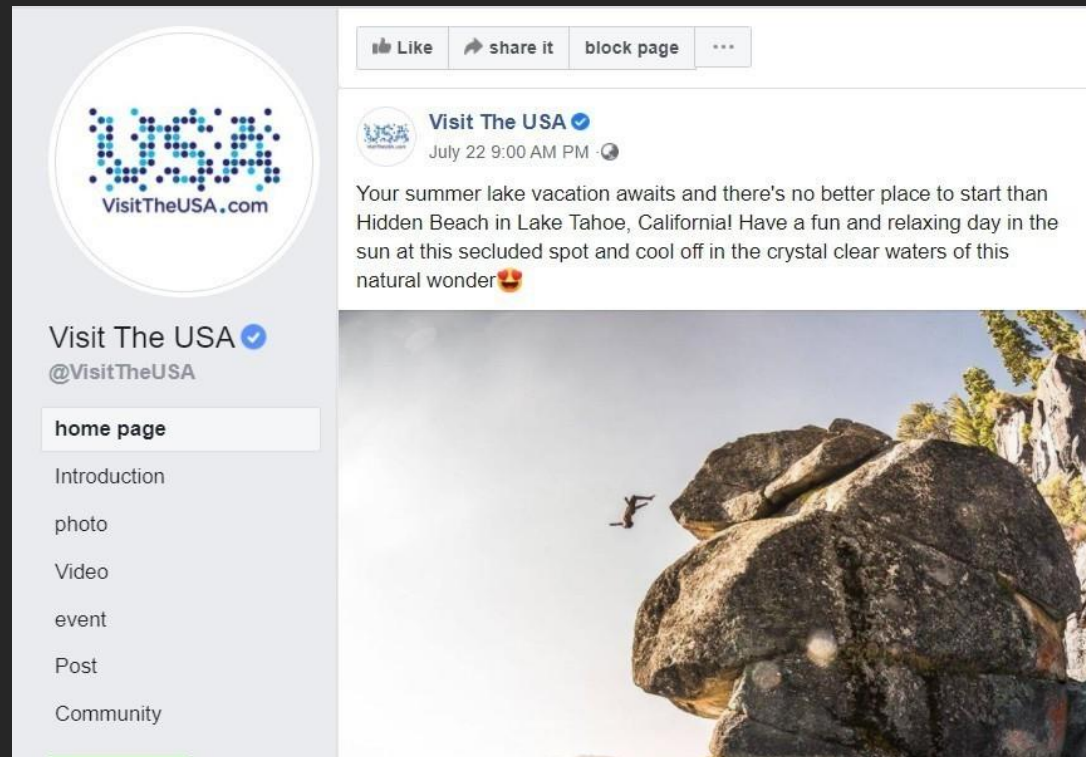 USA
VisitTheUSA.com
Visit The USA
@VisitTheUSA
home page
Introduction
photo
Video
event
Post
Community
Like
share it
block page
USA
Visit The USA
July 22 9:00 AM PM ·
Your summer lake vacation awaits and there's no better place to start than
Hidden Beach in Lake Tahoe, California! Have a fun and relaxing day in the
sun at this secluded spot and cool off in the crystal clear waters of this
natural wonder😍